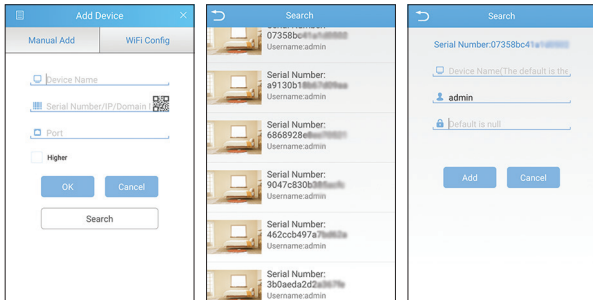 Add Device
Manual Add
WiFi Config
Device Name
Serial Number/IP/Domain
Port
Higher
OK
Cancel
Search
Search
07358bc
Username:admin
Serial Number:
a9130b1
Username:admin
Serial Number:
6868928e
Username:admin
Serial Number:
9047c830b
Username:admin
Serial Number:
462ccb497a
Username:admin
Serial Number:
3b0aeda2d2
Username:admin
Search
Serial Number:07358bc4
Device Name(The default is the
admin
Default is null
Add
Cancel